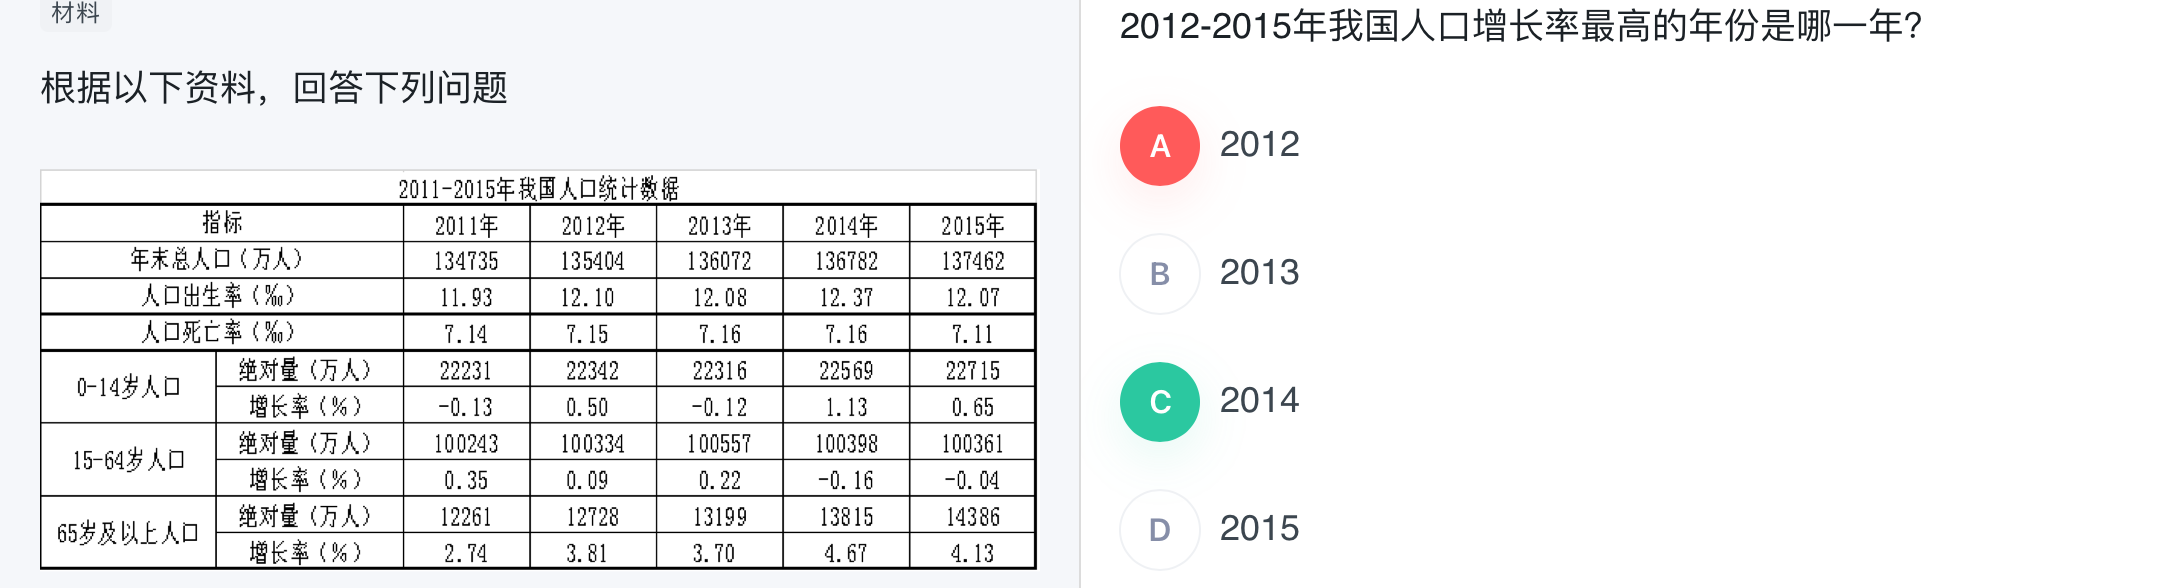 材料
根据以下资料，回答下列问题
2011-2015年我国人口统计数据
指标 2011年 2012年 2013年 2014年 2015年
年末总人口（万人） 134735 135404 136072 136782 137462
人口出生率（‰） 11.93 12.10 12.08 12.37 12.07
人口死亡率（‰） 7.14 7.15 7.16 7.16 7.11
0-14岁人口 绝对量（万人） 22231 22342 22316 22569 22715
增长率（%） -0.13 0.50 -0.12 1.13 0.65
15-64岁人口 绝对量（万人） 100243 100334 100557 100398 100361
增长率（%） 0.35 0.09 0.22 -0.16 -0.04
65岁及以上人口 绝对量（万人） 12261 12728 13199 13815 14386
增长率（%） 2.74 3.81 3.70 4.67 4.13
2012-2015年我国人口增长率最高的年份是哪一年?
A 2012
B 2013
C 2014
D 2015